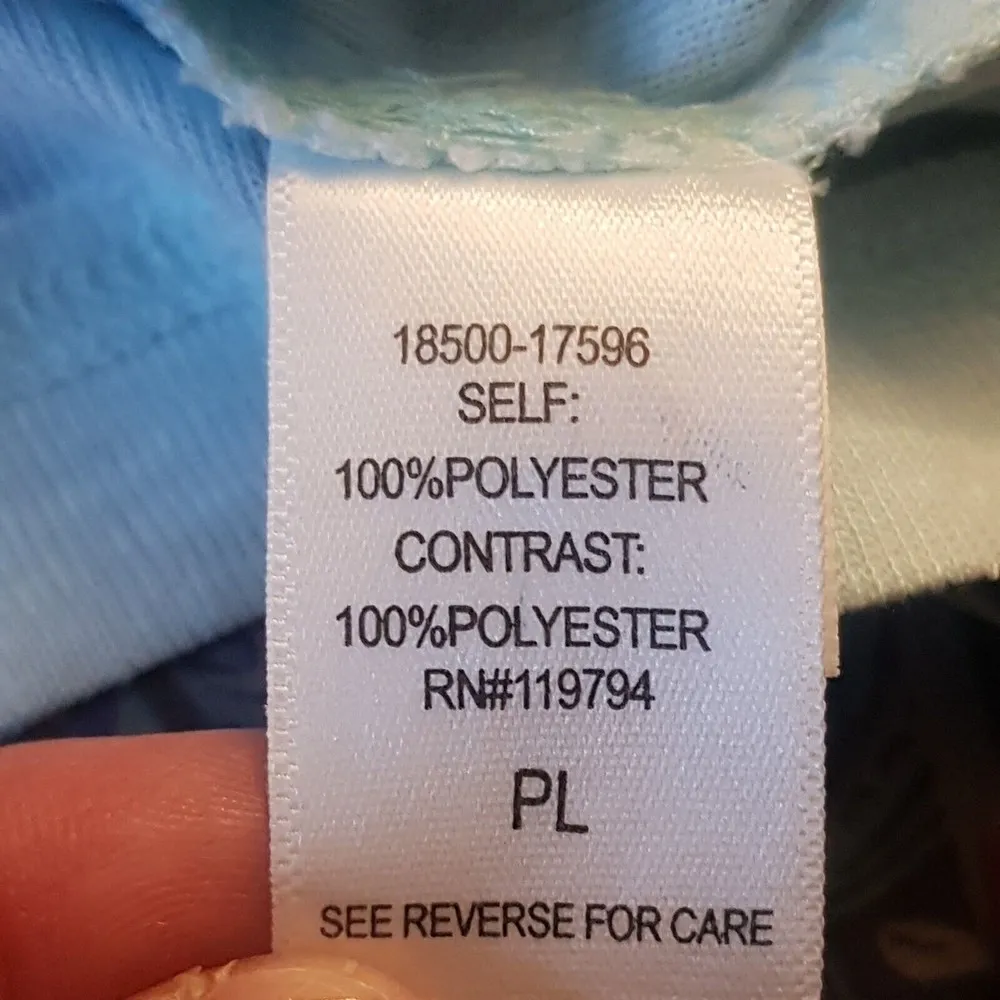 18500-17596
SELF:
100%POLYESTER
CONTRAST:
100%POLYESTER
RN#119794
PL
SEE REVERSE FOR CARE